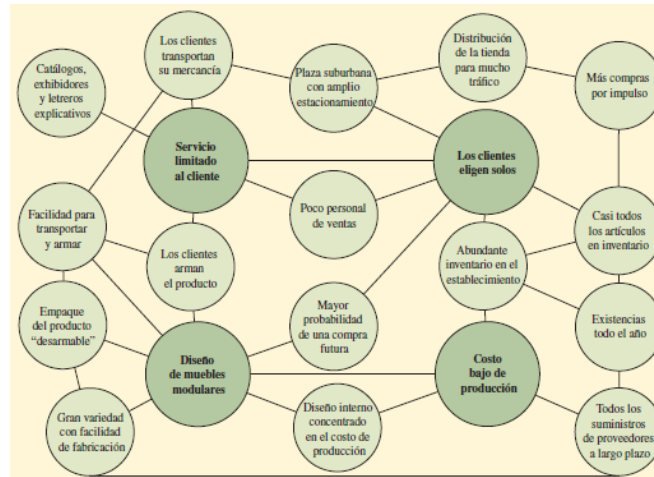 Los clientes
transportan
su mercancía
Catálogos,
exhibidores
y letreros
explicativos
Plaza suburbana
con amplio
estacionamiento
Distribución
de la tienda
para mucho
tráfico
Más compras
por impulso
Servicio
limitado
al cliente
Los clientes
eligen solos
Facilidad para
transportar
y armar
Poco personal
de ventas
Casi todos
los artículos
en inventario
Los clientes
arman
el producto
Abundante
inventario en el
establecimiento
Empaque
del producto
“desarmable”
Mayor
probabilidad
de una compra
futura
Existencias
todo el año
Diseño
de muebles
modulares
Costo
bajo de
producción
Gran variedad
con facilidad
de fabricación
Diseño interno
concentrado
en el costo de
producción
Todos los
suministros
de proveedores
a largo plazo